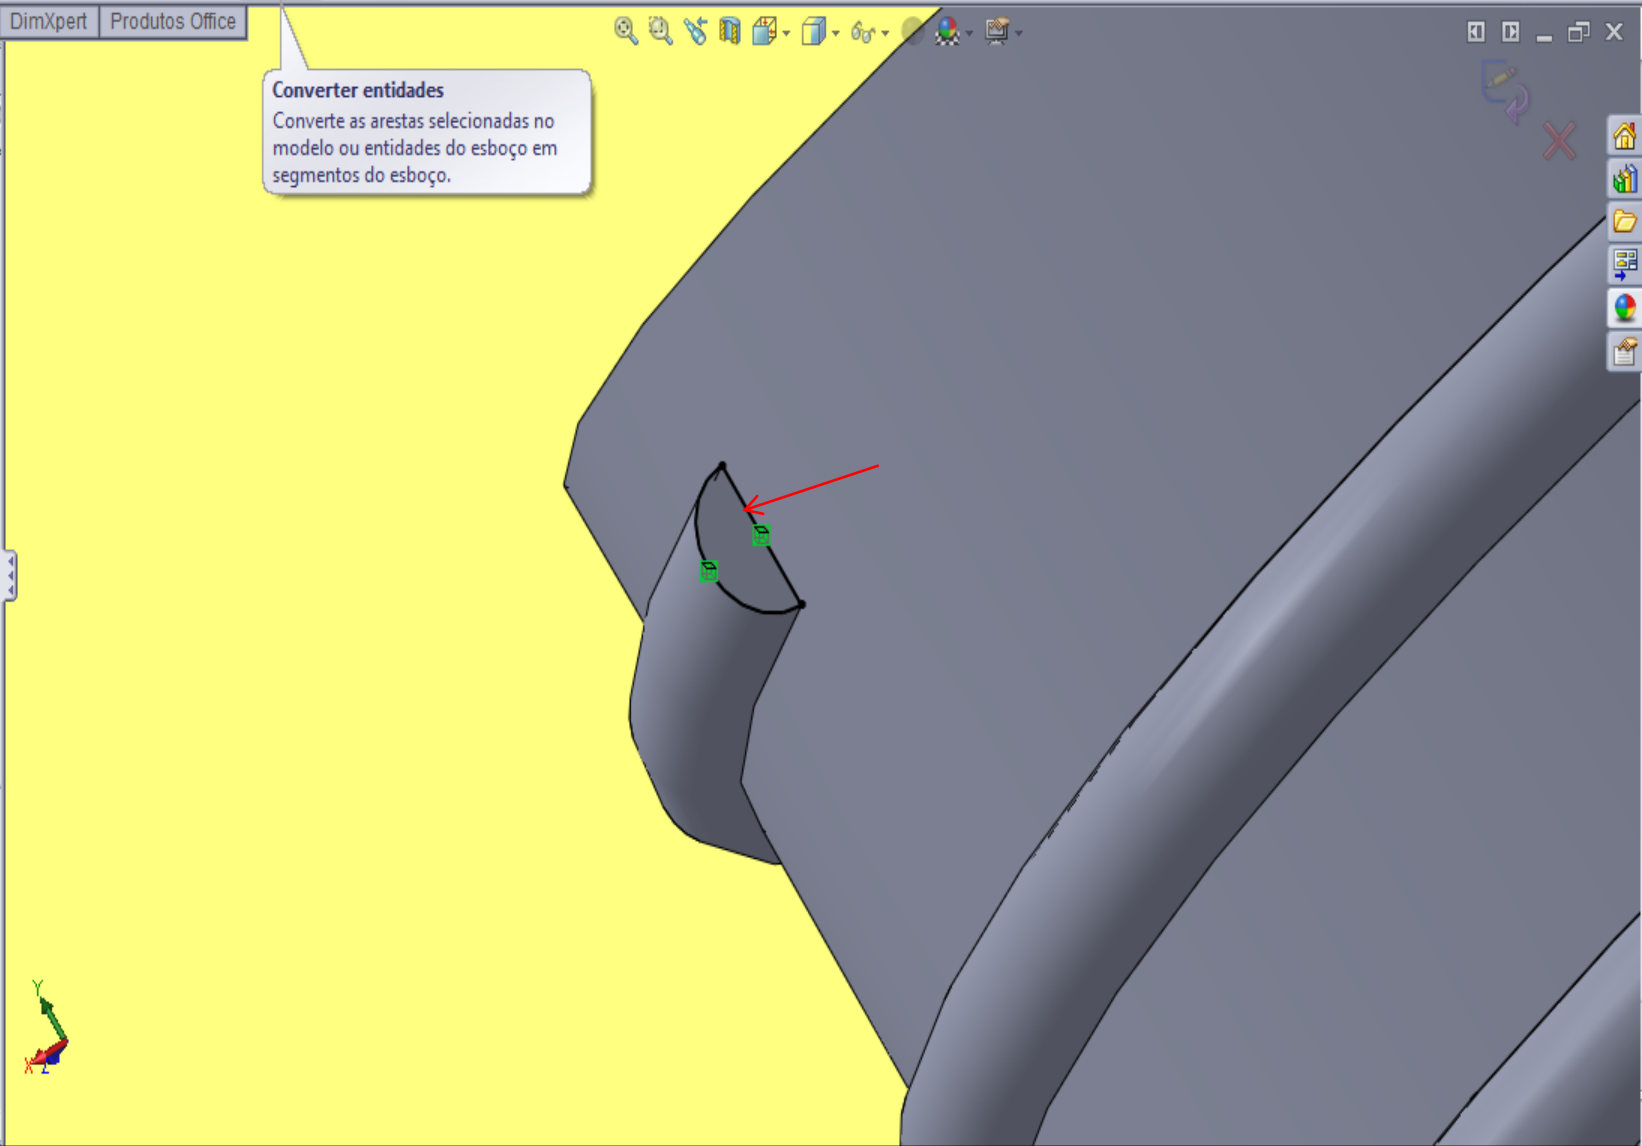 DimXpert
Produtos Office
Converter entidades
Converte as arestas selecionadas no
modelo ou entidades do esboço em
segmentos do esboço.
Y
X
Z